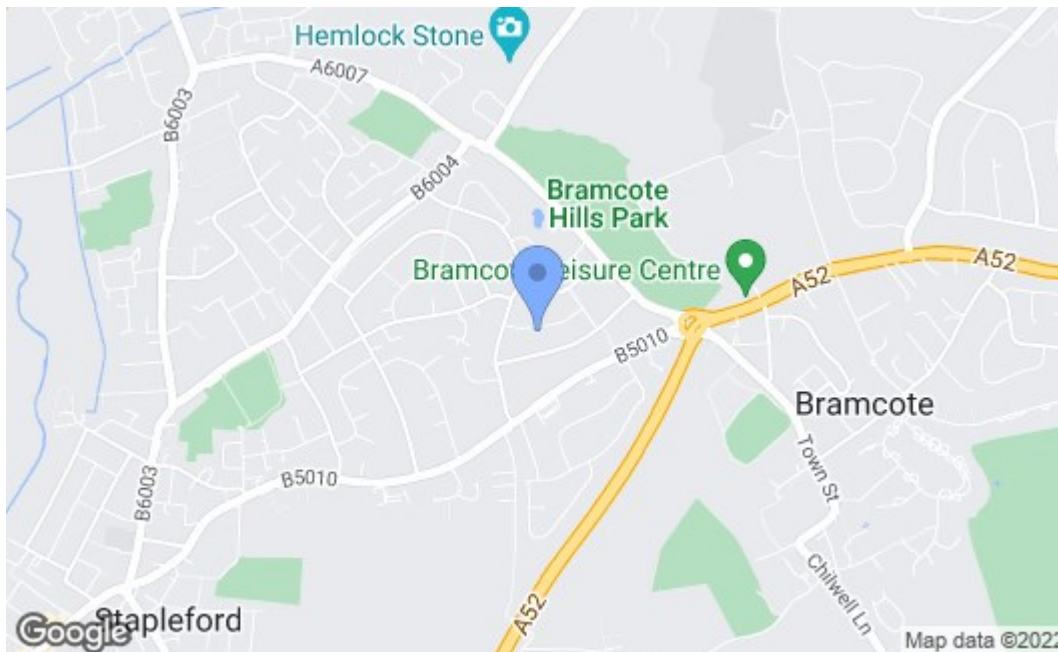 Hemlock Stone
A6007
B6003
B6004
Bramcote
Hills Park
Bramcote Leisure Centre
A52
A52
B5010
Bramcote
Town St
B5010
B6003
A52
Chilwell Ln
Stapleford
Google
Map data ©2022